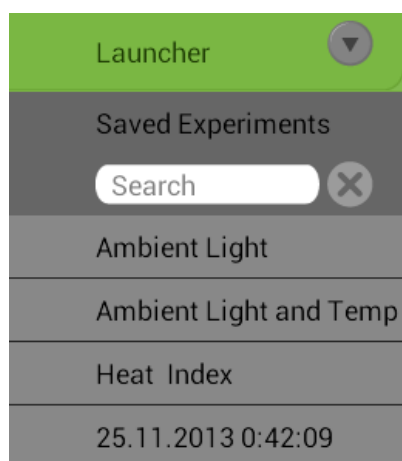 Launcher
Saved Experiments
Search
Ambient Light
Ambient Light and Temp
Heat Index
25.11.2013 0:42:09